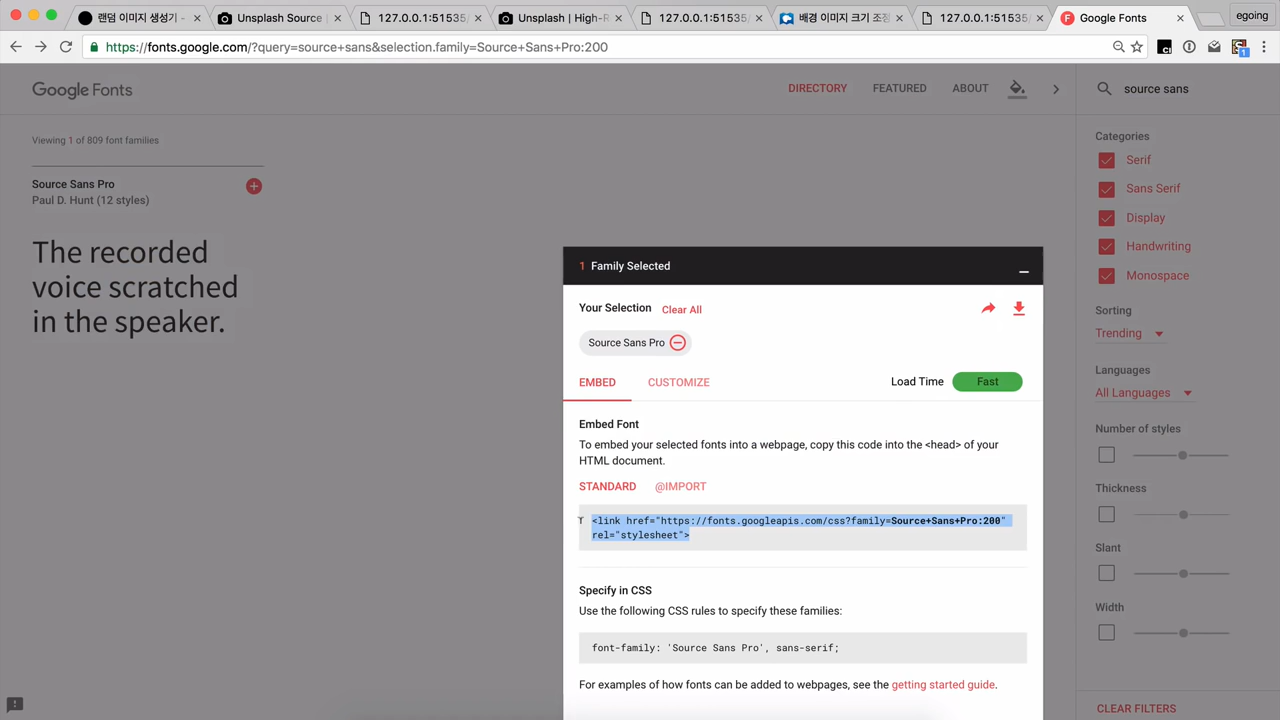 랜덤 이미지 생성기 -
Unsplash Source |
127.0.0.1:51535/
Unsplash | High-R
127.0.0.1:51535/
배경 이미지 크기 조정
127.0.0.1:51535/
Google Fonts
egoing
https://fonts.google.com/?query=source+sans&selection.family=Source+Sans+Pro:200
Google Fonts
DIRECTORY
FEATURED
ABOUT
source sans
Viewing 1 of 809 font families
Source Sans Pro
Paul D. Hunt (12 styles)
The recorded
voice scratched
in the speaker.
1 Family Selected
Your Selection
Clear All
Source Sans Pro
EMBED
CUSTOMIZE
Load Time
Fast
Embed Font
To embed your selected fonts into a webpage, copy this code into the <head> of your
HTML document.
STANDARD
@IMPORT
<link href="https://fonts.googleapis.com/css?family=Source+Sans+Pro:200"
rel="stylesheet">
Specify in CSS
Use the following CSS rules to specify these families:
font-family: 'Source Sans Pro', sans-serif;
For examples of how fonts can be added to webpages, see the getting started guide.
Categories
Serif
Sans Serif
Display
Handwriting
Monospace
Sorting
Trending
Languages
All Languages
Number of styles
Thickness
Slant
Width
CLEAR FILTERS